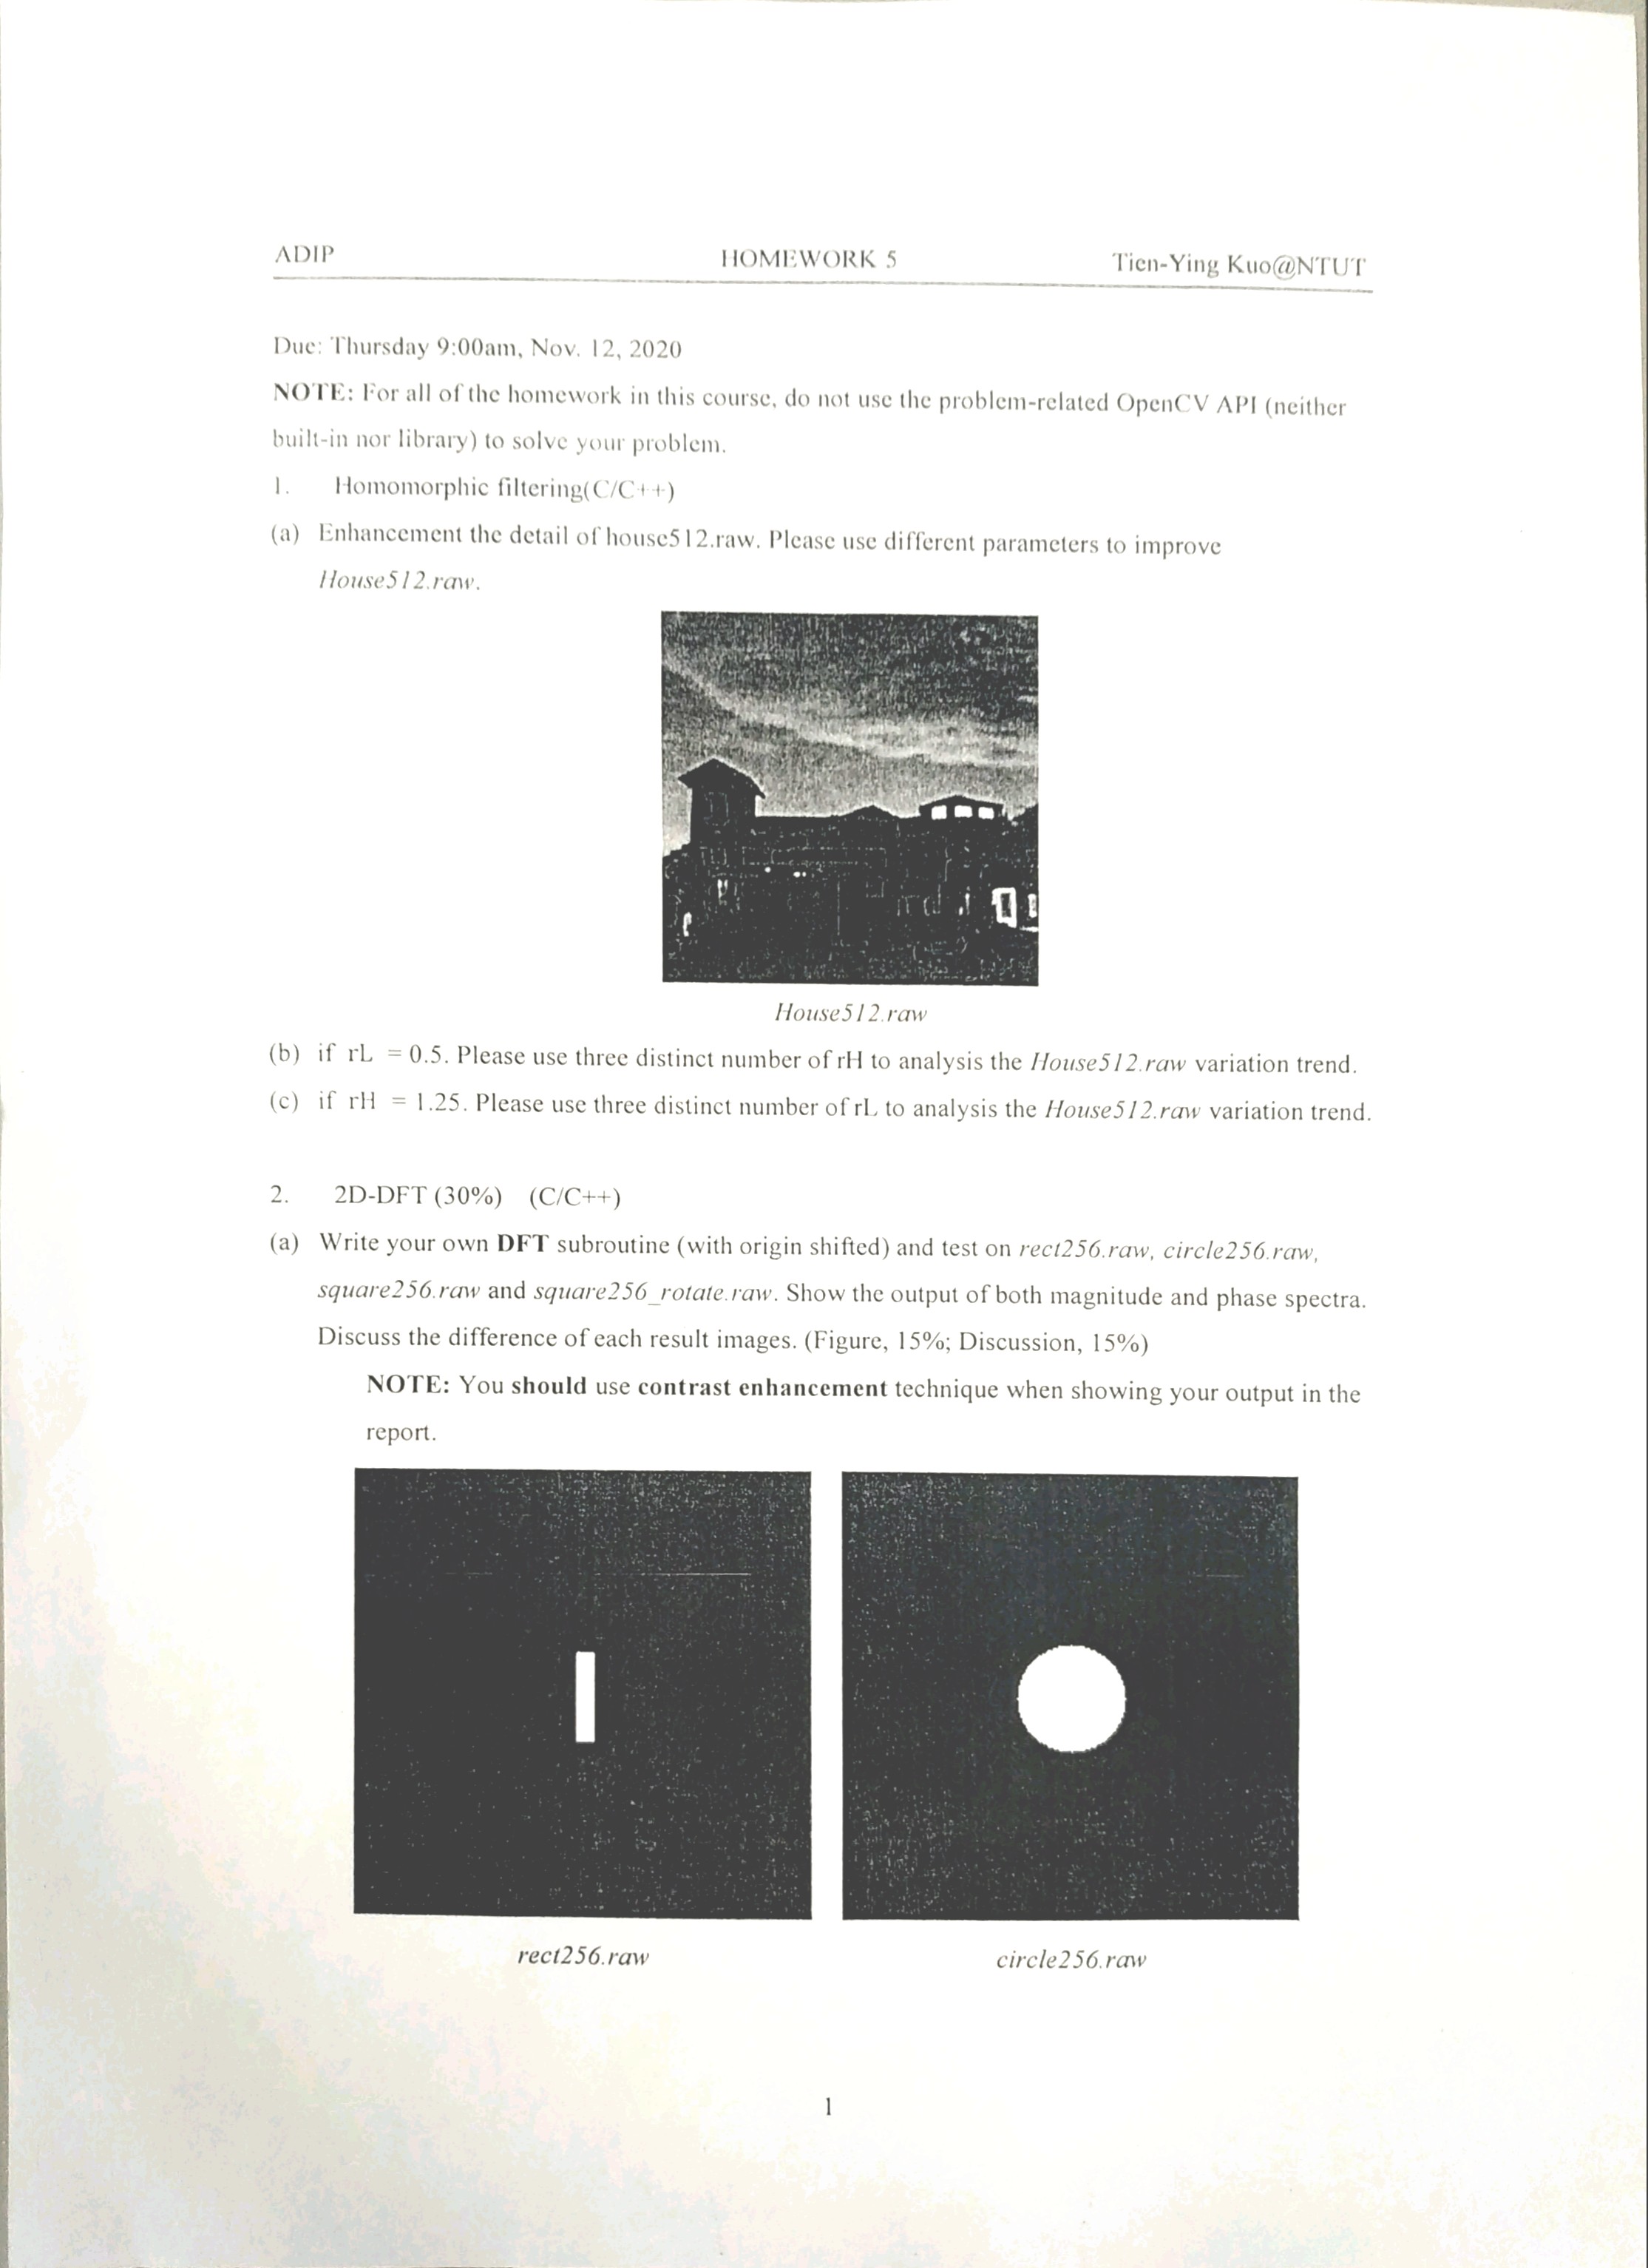 ADIP HOMEWORK 5 Tien-Ying Kuo@NTUT
Due: Thursday 9:00am, Nov. 12, 2020
NOTE: For all of the homework in this course, do not use the problem-related OpenCV API (neither
built-in nor library) to solve your problem.
1. Homomorphic filtering(C/C++)
(a) Enhancement the detail of house512.raw. Please use different parameters to improve
House512.raw.
House512.raw
(b) if rL = 0.5. Please use three distinct number of rH to analysis the House512.raw variation trend.
(c) if rH = 1.25. Please use three distinct number of rL to analysis the House512.raw variation trend.
2. 2D-DFT (30%) (C/C++)
(a) Write your own DFT subroutine (with origin shifted) and test on rect256.raw, circle256.raw,
square256.raw and square256_rotate.raw. Show the output of both magnitude and phase spectra.
Discuss the difference of each result images. (Figure, 15%; Discussion, 15%)
NOTE: You should use contrast enhancement technique when showing your output in the
report.
rect256.raw circle256.raw
1